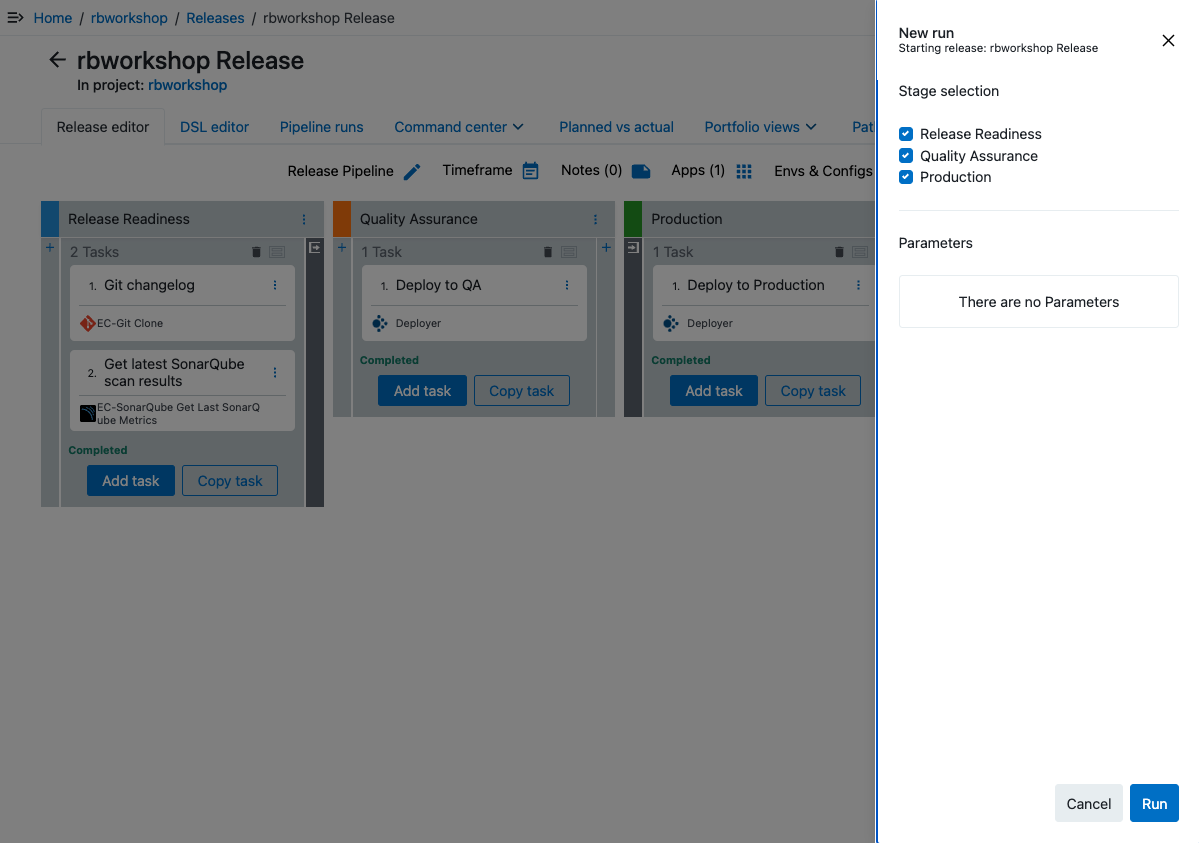 Home / rbworkshop / Releases / rbworkshop Release
rbworkshop Release
In project: rbworkshop
Release editor DSL editor Pipeline runs Command center Planned vs actual Portfolio views Pat
Release Pipeline Timeframe Notes (0) Apps (1) Envs & Configs
Release Readiness
2 Tasks
1. Git changelog
EC-Git Clone
2. Get latest SonarQube
scan results
EC-SonarQube Get Last SonarQ
ube Metrics
Completed
Add task Copy task
Quality Assurance
1 Task
1. Deploy to QA
Deployer
Completed
Add task Copy task
Production
1 Task
1. Deploy to Production
Deployer
Completed
Add task Copy task
New run
Starting release: rbworkshop Release
Stage selection
Release Readiness
Quality Assurance
Production
Parameters
There are no Parameters
Cancel Run